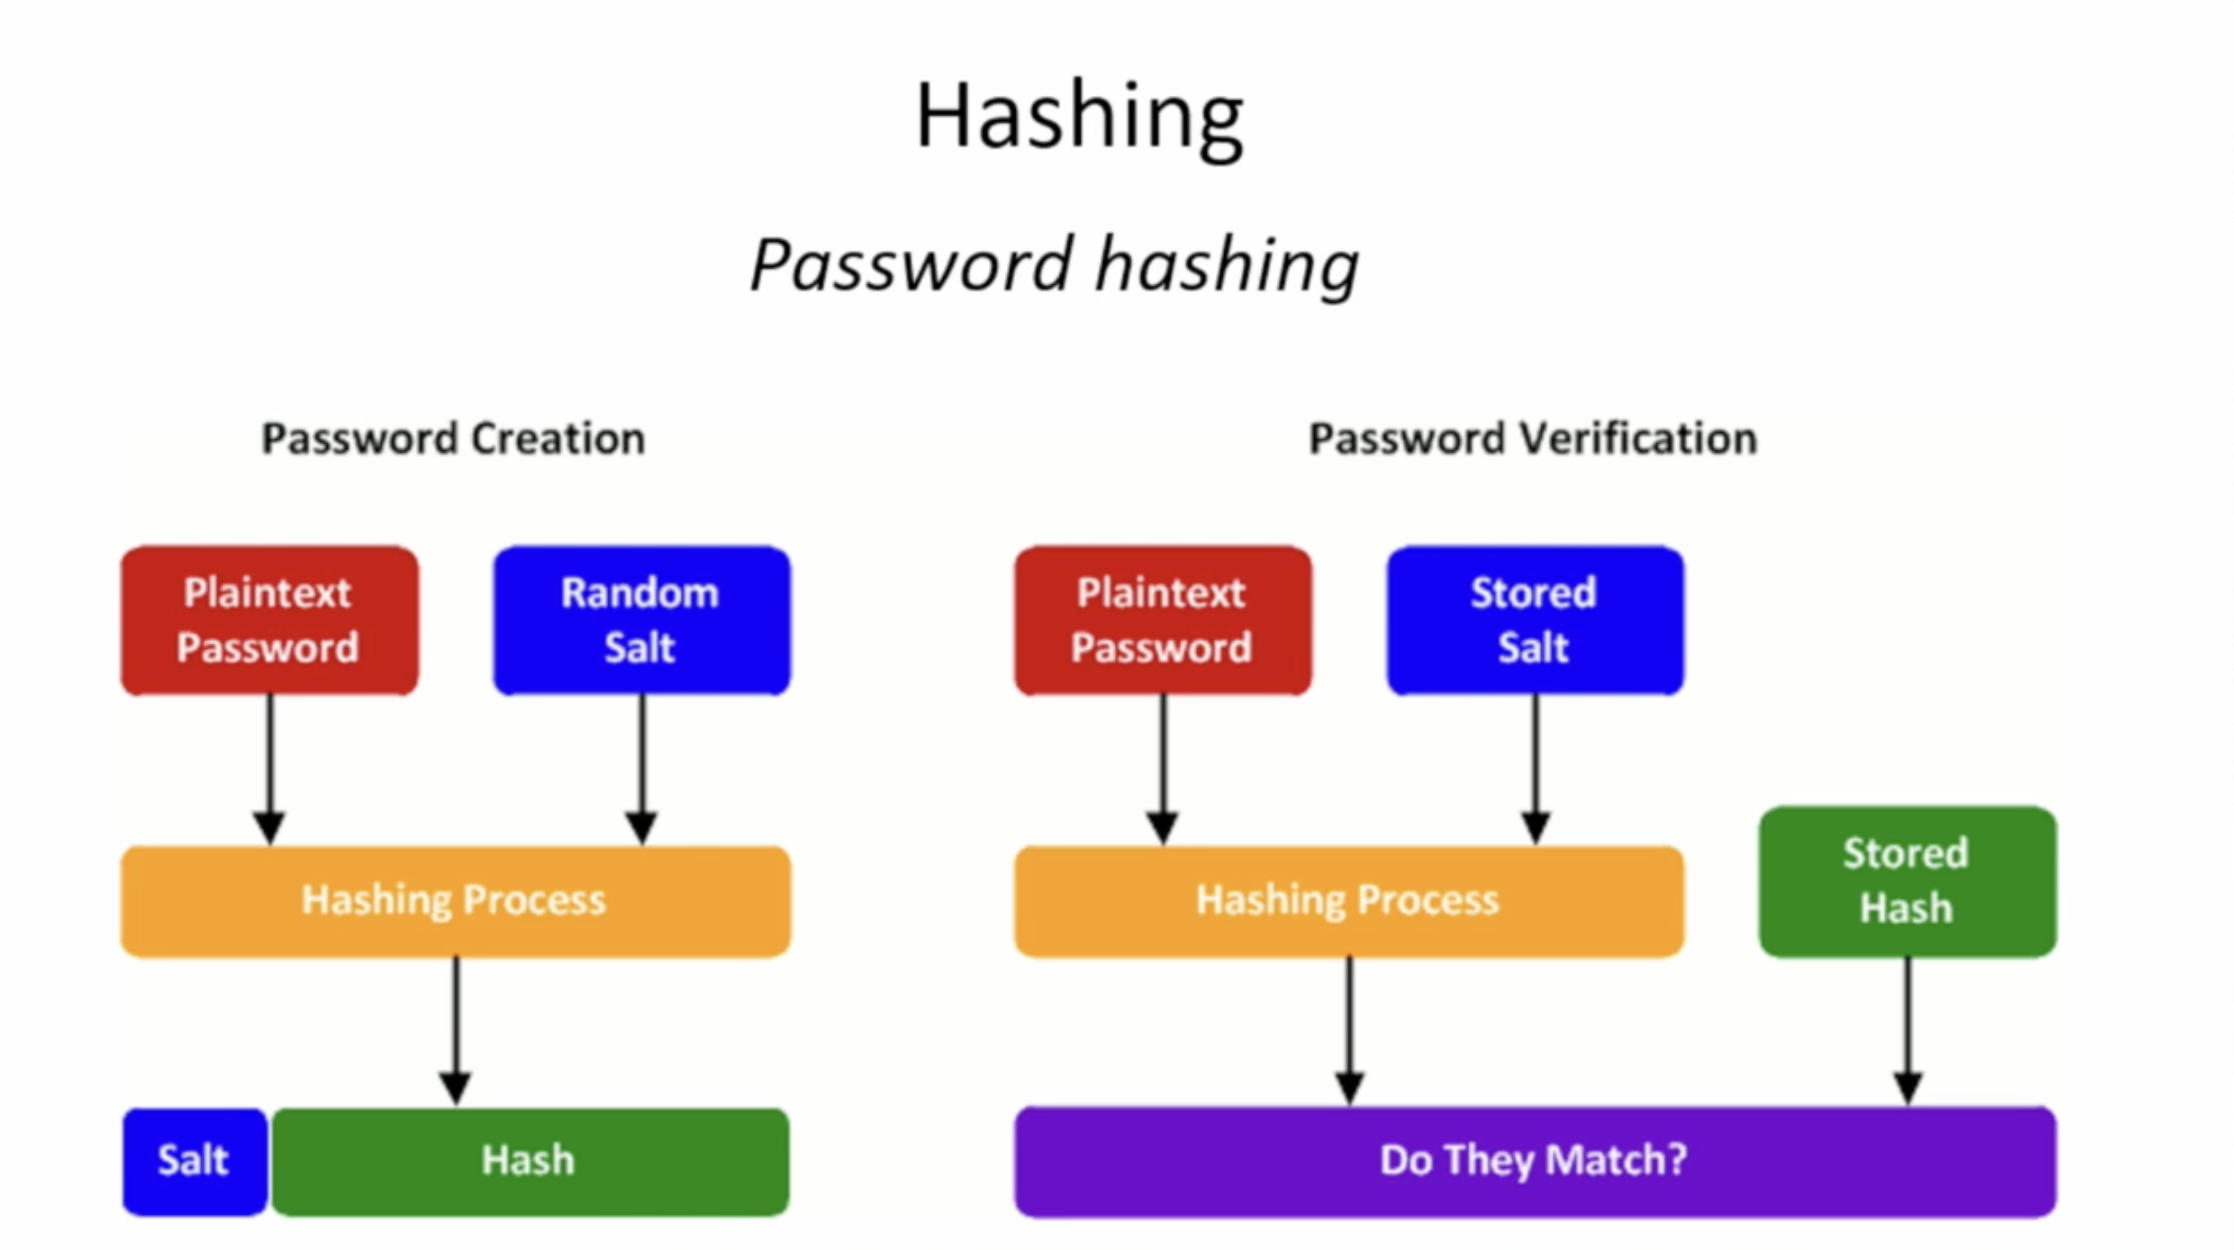 Hashing
Password hashing
Password Creation
Plaintext
Password
Random
Salt
Hashing Process
Salt
Hash
Password Verification
Plaintext
Password
Stored
Salt
Hashing Process
Stored
Hash
Do They Match?